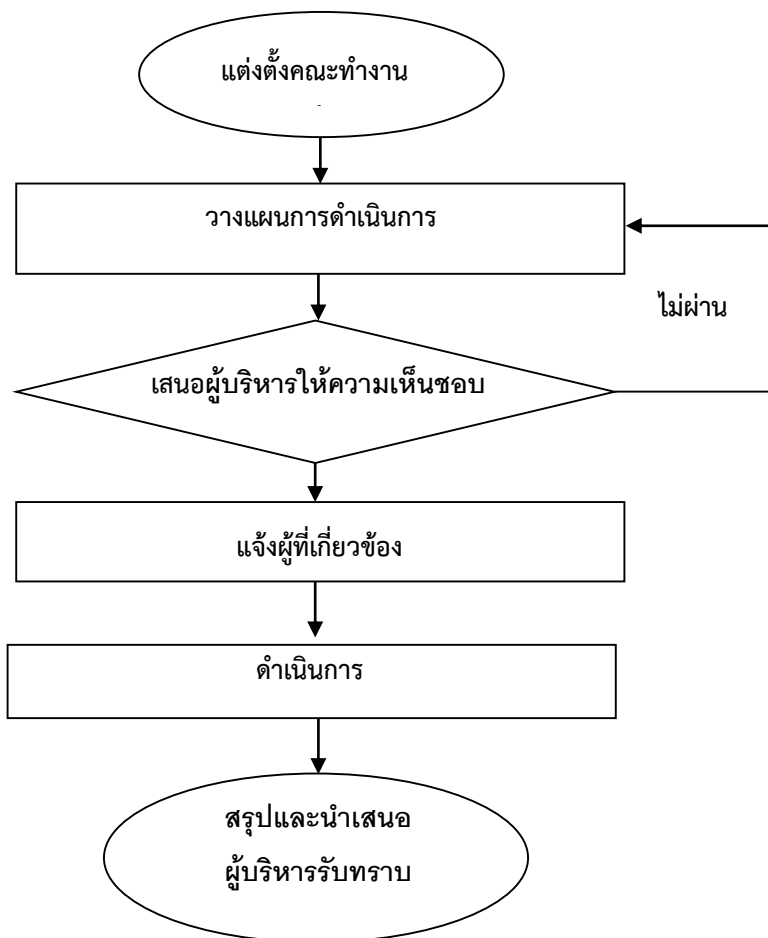 แต่งตั้งคณะทำงาน
วางแผนการดำเนินการ
ไม่ผ่าน
เสนอผู้บริหารให้ความเห็นชอบ
แจ้งผู้ที่เกี่ยวข้อง
ดำเนินการ
สรุปและนำเสนอ
ผู้บริหารรับทราบ